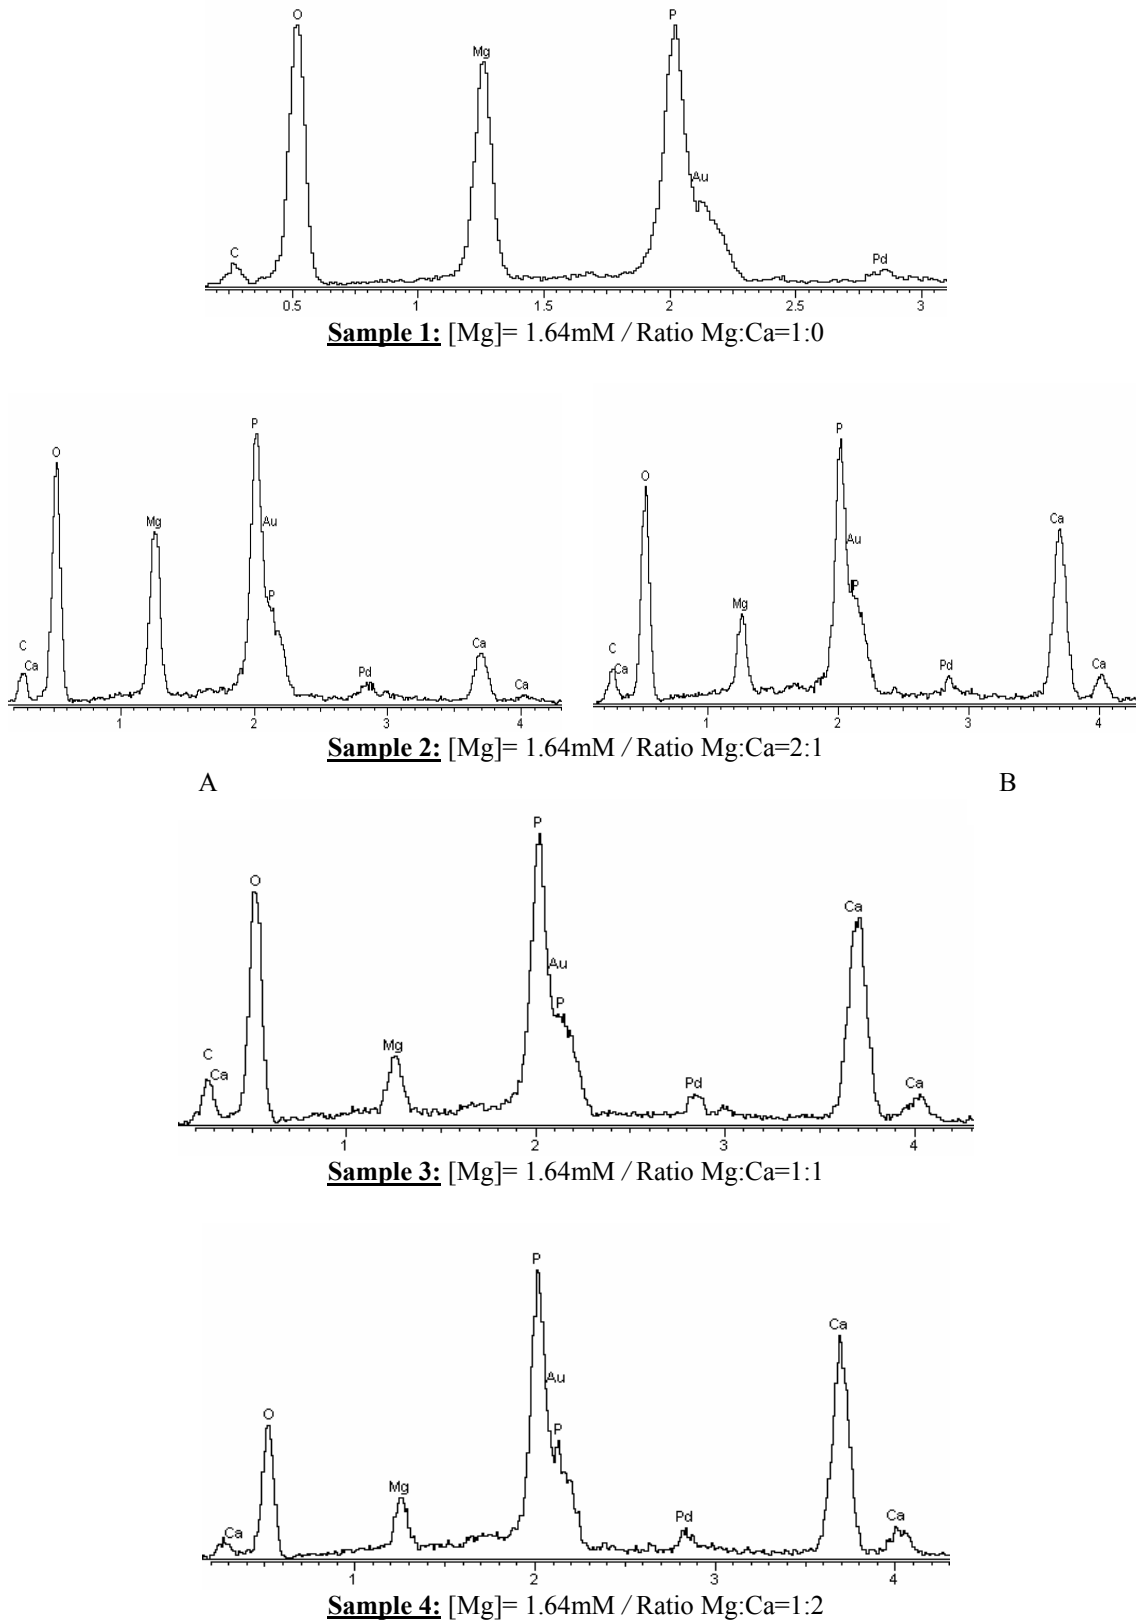 O
Mg
P
Au
C
Pd
0.5 1 1.5 2 2.5 3
Sample 1: [Mg]= 1.64mM / Ratio Mg:Ca=1:0
P
O
Mg
Au
P
C
Ca
Pd
Ca
Ca
1 2 3 4
P
O
Ca
Au
P
Mg
C
Ca
Pd
Ca
1 2 3 4
Sample 2: [Mg]= 1.64mM / Ratio Mg:Ca=2:1
A B
P
O
Ca
Au
P
Mg
C
Ca
Pd
Ca
1 2 3 4
Sample 3: [Mg]= 1.64mM / Ratio Mg:Ca=1:1
P
Ca
Au
O
P
Mg
Pd
Ca
Ca
1 2 3 4
Sample 4: [Mg]= 1.64mM / Ratio Mg:Ca=1:2